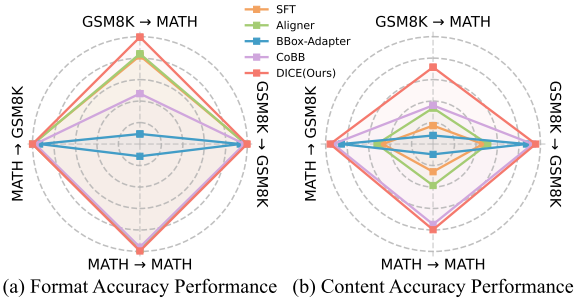 SFT
Aligner
BBox-Adapter
CoBB
DICE(Ours)
GSM8K → MATH
MATH → GSM8K
GSM8K → GSM8K
MATH → MATH
GSM8K → MATH
MATH → GSM8K
GSM8K → GSM8K
MATH → MATH
(a) Format Accuracy Performance
(b) Content Accuracy Performance